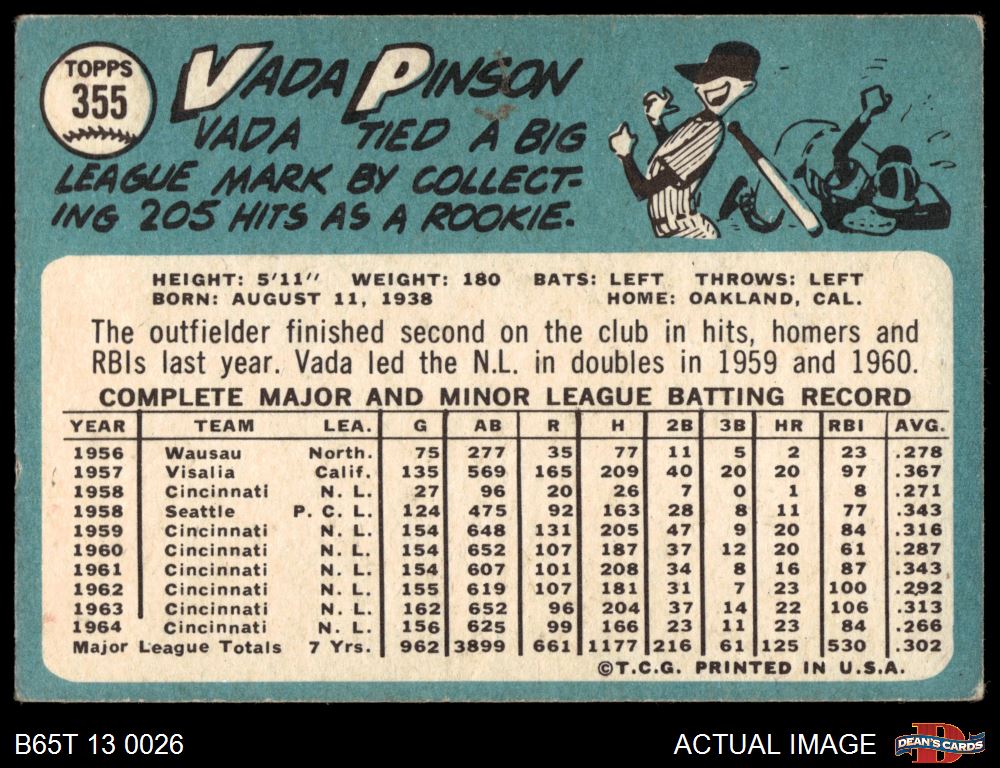 TOPPS
355
VADA PINSON
VADA TIED A BIG
LEAGUE MARK BY COLLECT-
ING 205 HITS AS A ROOKIE.
HEIGHT: 5'11" WEIGHT: 180 BATS: LEFT THROWS: LEFT
BORN: AUGUST 11, 1938 HOME: OAKLAND, CAL.
The outfielder finished second on the club in hits, homers and
RBIs last year. Vada led the N.L. in doubles in 1959 and 1960.
COMPLETE MAJOR AND MINOR LEAGUE BATTING RECORD
YEAR TEAM LEA. G AB R H 2B 3B HR RBI AVG.
1956 Wausau North. 75 277 35 77 11 5 2 23 .278
1957 Visalia Calif. 135 569 165 209 40 20 20 97 .367
1958 Cincinnati N. L. 27 96 20 26 7 0 1 8 .271
1958 Seattle P. C. L. 124 475 92 163 28 8 11 77 .343
1959 Cincinnati N. L. 154 648 131 205 47 9 20 84 .316
1960 Cincinnati N. L. 154 652 107 187 37 12 20 61 .287
1961 Cincinnati N. L. 154 607 101 208 34 8 16 87 .343
1962 Cincinnati N. L. 155 619 107 181 31 7 23 100 .292
1963 Cincinnati N. L. 162 652 96 204 37 14 22 106 .313
1964 Cincinnati N. L. 156 625 99 166 23 11 23 84 .266
Major League Totals 7 Yrs. 962 3899 661 1177 216 61 125 530 .302
©T.C.G. PRINTED IN U.S.A.
B65T 13 0026 ACTUAL IMAGE
DEAN'S CARDS